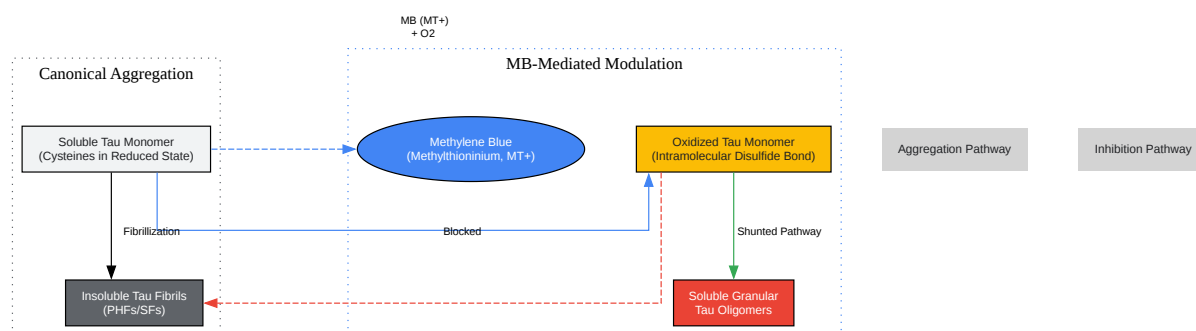 MB (MT+)
+ O2
Canonical Aggregation
MB-Mediated Modulation
Soluble Tau Monomer
(Cysteines in Reduced State)
Methylene Blue
(Methylthioninium, MT+)
Oxidized Tau Monomer
(Intramolecular Disulfide Bond)
Aggregation Pathway
Inhibition Pathway
Fibrillization
Blocked
Shunted Pathway
Insoluble Tau Fibrils
(PHFs/SFs)
Soluble Granular
Tau Oligomers